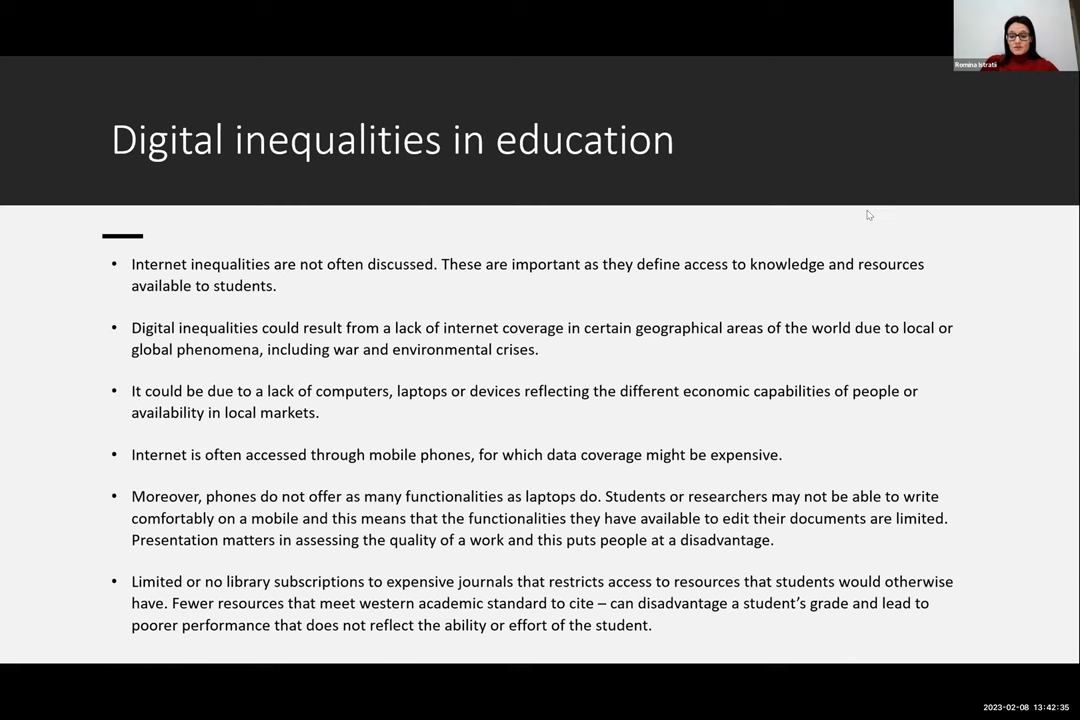 Romina Istratii
Digital inequalities in education
• Internet inequalities are not often discussed. These are important as they define access to knowledge and resources
available to students.
• Digital inequalities could result from a lack of internet coverage in certain geographical areas of the world due to local or
global phenomena, including war and environmental crises.
• It could be due to a lack of computers, laptops or devices reflecting the different economic capabilities of people or
availability in local markets.
• Internet is often accessed through mobile phones, for which data coverage might be expensive.
• Moreover, phones do not offer as many functionalities as laptops do. Students or researchers may not be able to write
comfortably on a mobile and this means that the functionalities they have available to edit their documents are limited.
Presentation matters in assessing the quality of a work and this puts people at a disadvantage.
• Limited or no library subscriptions to expensive journals that restricts access to resources that students would otherwise
have. Fewer resources that meet western academic standard to cite – can disadvantage a student's grade and lead to
poorer performance that does not reflect the ability or effort of the student.
2023-02-08 13:42:35